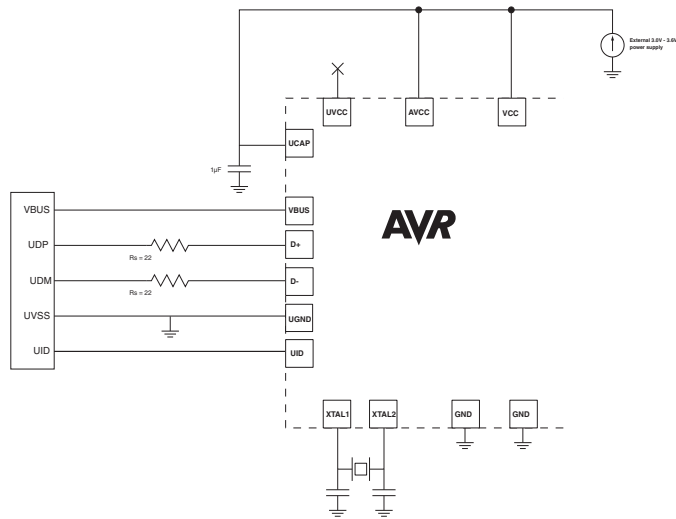 External 3.0V - 3.6V
power supply
UVCC
AVCC
VCC
UCAP
1µF
VBUS
VBUS
AVR
UDP
D+
Rs = 22
UDM
D-
Rs = 22
UVSS
UGND
UID
UID
XTAL1
XTAL2
GND
GND